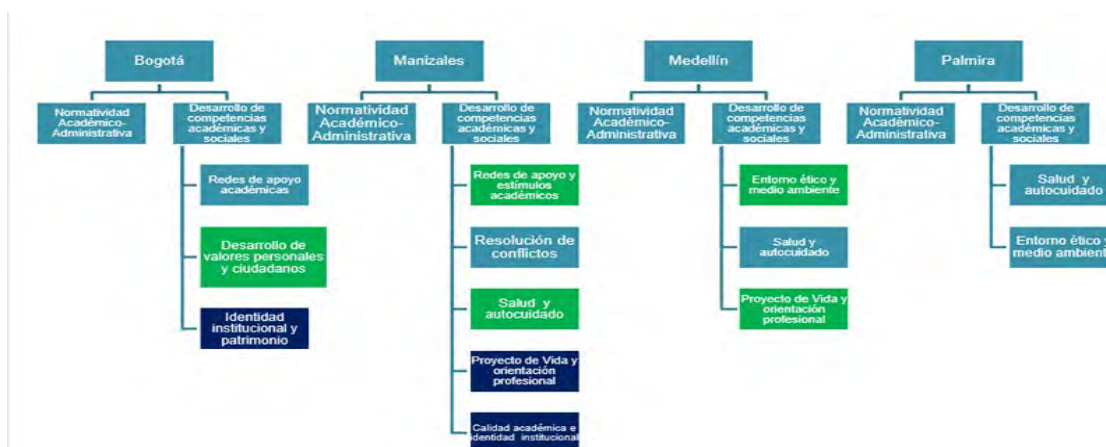 Bogotá
Normatividad
Académico-
Administrativa
Desarrollo de
competencias
académicas y
sociales
Redes de apoyo
académicas
Desarrollo de
valores personales
y ciudadanos
Identidad
institucional y
patrimonio
Manizales
Normatividad
Académico-
Administrativa
Desarrollo de
competencias
académicas y
sociales
Redes de apoyo y
estímulos
académicos
Resolución de
conflictos
Salud y
autocuidado
Proyecto de Vida y
orientación
profesional
Calidad académica e
identidad institucional
Medellín
Normatividad
Académico-
Administrativa
Desarrollo de
competencias
académicas y
sociales
Entorno ético y
medio ambiente
Salud y
autocuidado
Proyecto de Vida y
orientación
profesional
Palmira
Normatividad
Académico-
Administrativa
Desarrollo de
competencias
académicas y
sociales
Salud y
autocuidado
Entorno ético y
medio ambiente